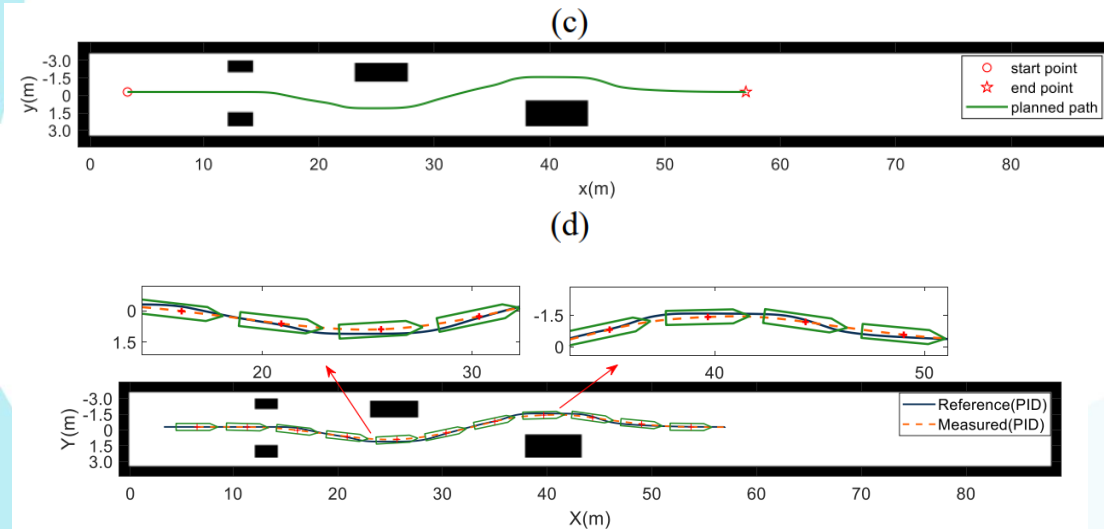 (c)
-3.0
-1.5
0
1.5
3.0
y(m)
start point
end point
planned path
0 10 20 30 40 50 60 70 80
x(m)
(d)
0
1.5
20 30
-1.5
0
40 50
-3.0
-1.5
0
1.5
3.0
Y(m)
Reference(PID)
Measured(PID)
0 10 20 30 40 50 60 70 80
X(m)